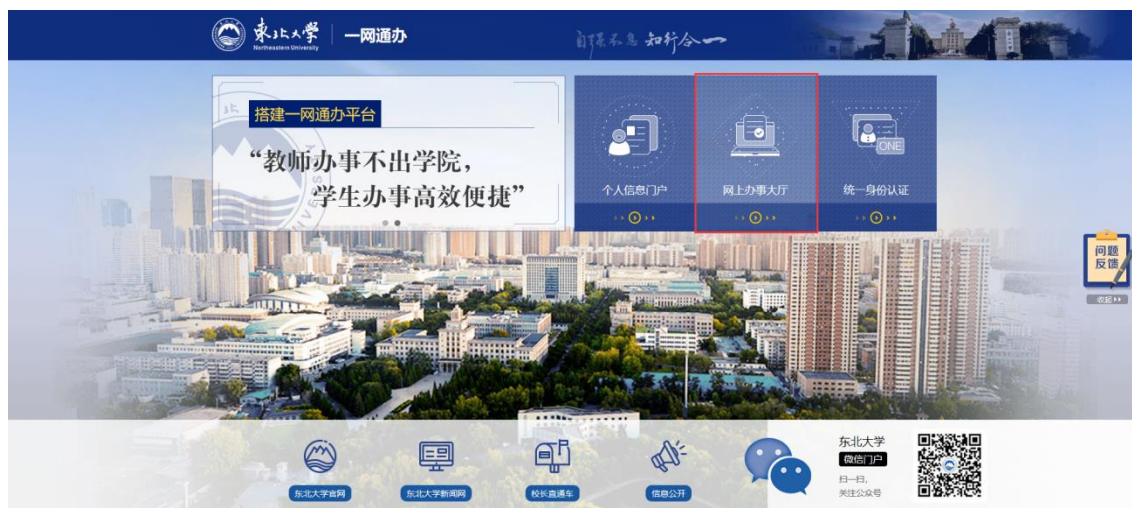 东北大学
Northeastern University
一网通办
自强不息 知行合一
搭建一网通办平台
“教师办事不出学院，
学生办事高效便捷”
个人信息门户
网上办事大厅
ONE
统一身份认证
问题
反馈
收起
东北大学官网
东北大学新闻网
校长直通车
信息公开
东北大学
微信门户
扫一扫，
关注公众号